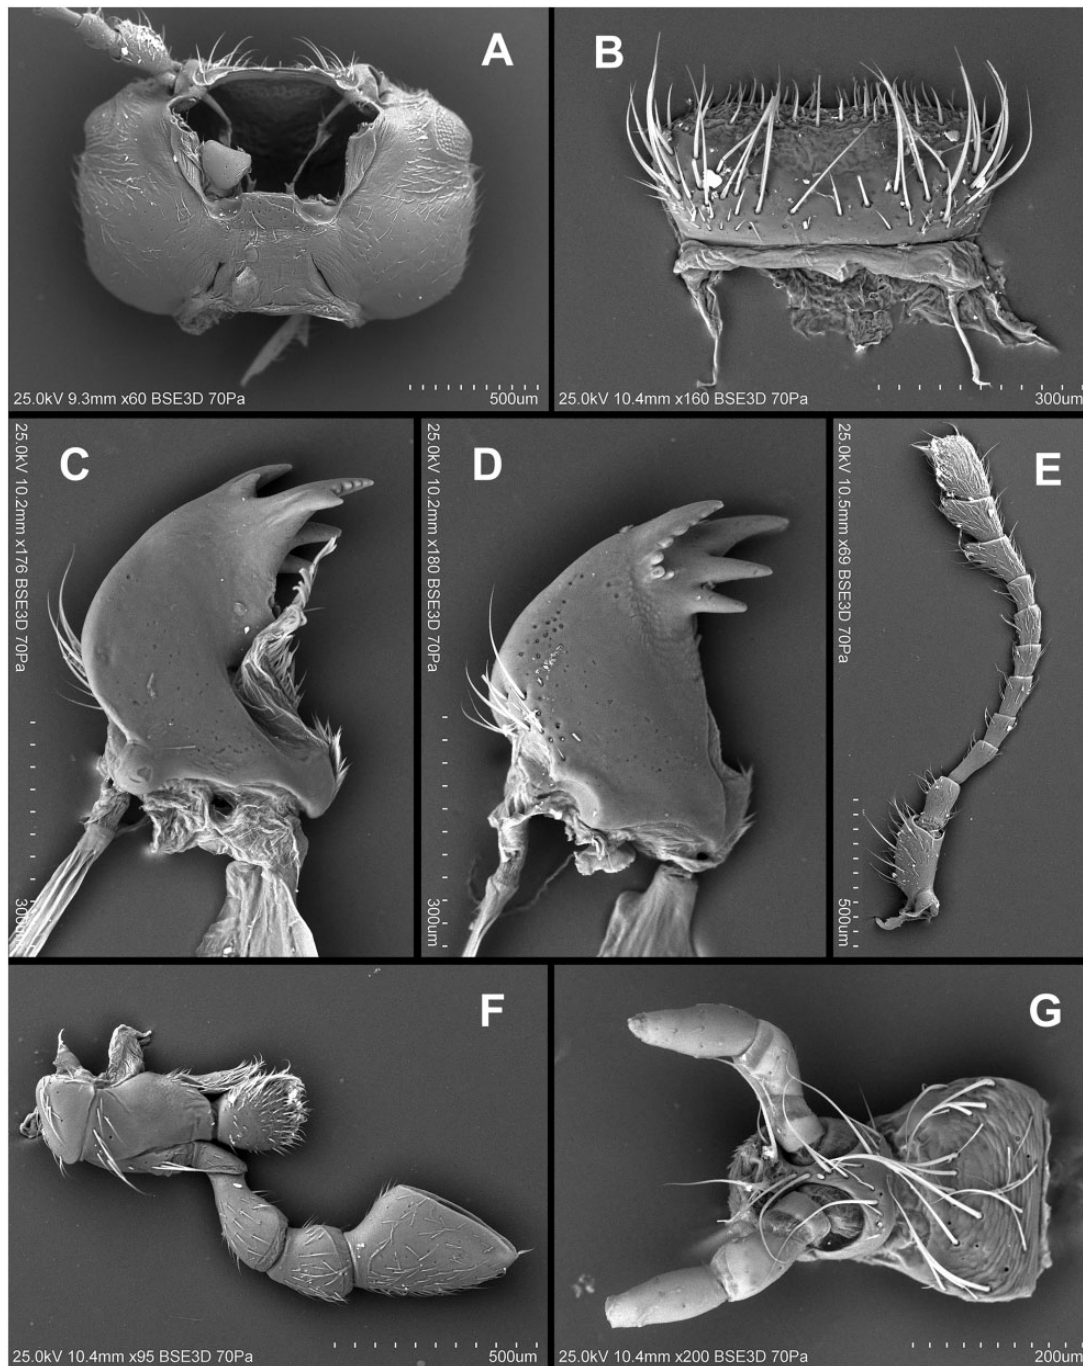 A
25.0kV 9.3mm x60 BSE3D 70Pa
500um
B
25.0kV 10.4mm x160 BSE3D 70Pa
300um
C
25.0kV 10.2mm x176 BSE3D 70Pa
300um
D
25.0kV 10.2mm x180 BSE3D 70Pa
300um
E
25.0kV 10.5mm x69 BSE3D 70Pa
500um
F
25.0kV 10.4mm x95 BSE3D 70Pa
500um
G
25.0kV 10.4mm x200 BSE3D 70Pa
200um